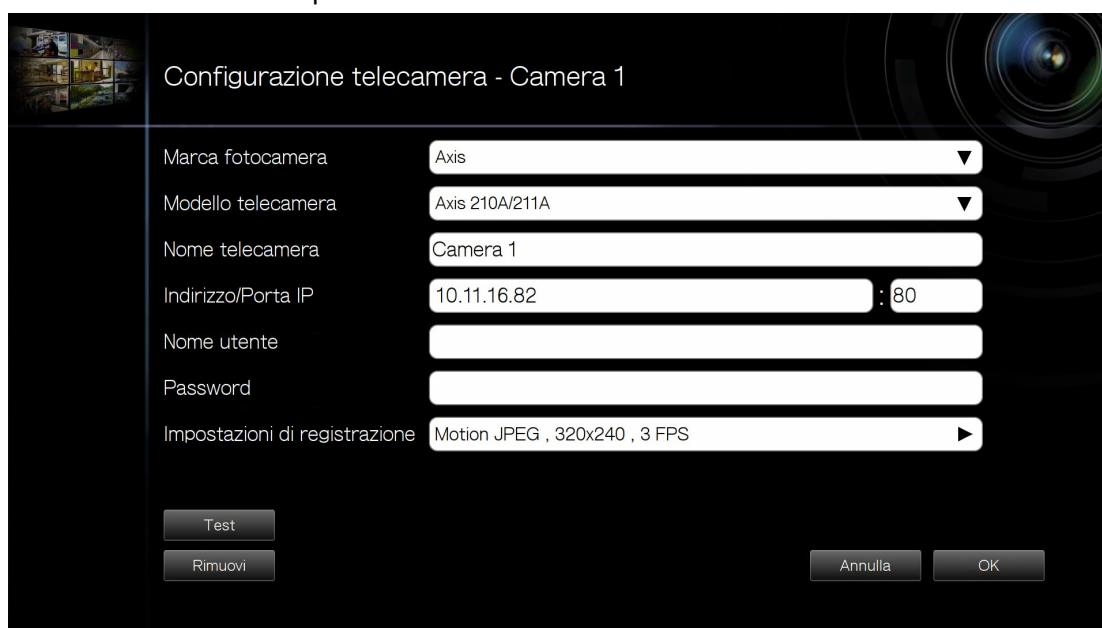 Configurazione telecamera - Camera 1
Marca fotocamera Axis
Modello telecamera Axis 210A/211A
Nome telecamera Camera 1
Indirizzo/Porta IP 10.11.16.82 : 80
Nome utente
Password
Impostazioni di registrazione Motion JPEG , 320x240 , 3 FPS
Test
Rimuovi Annulla OK